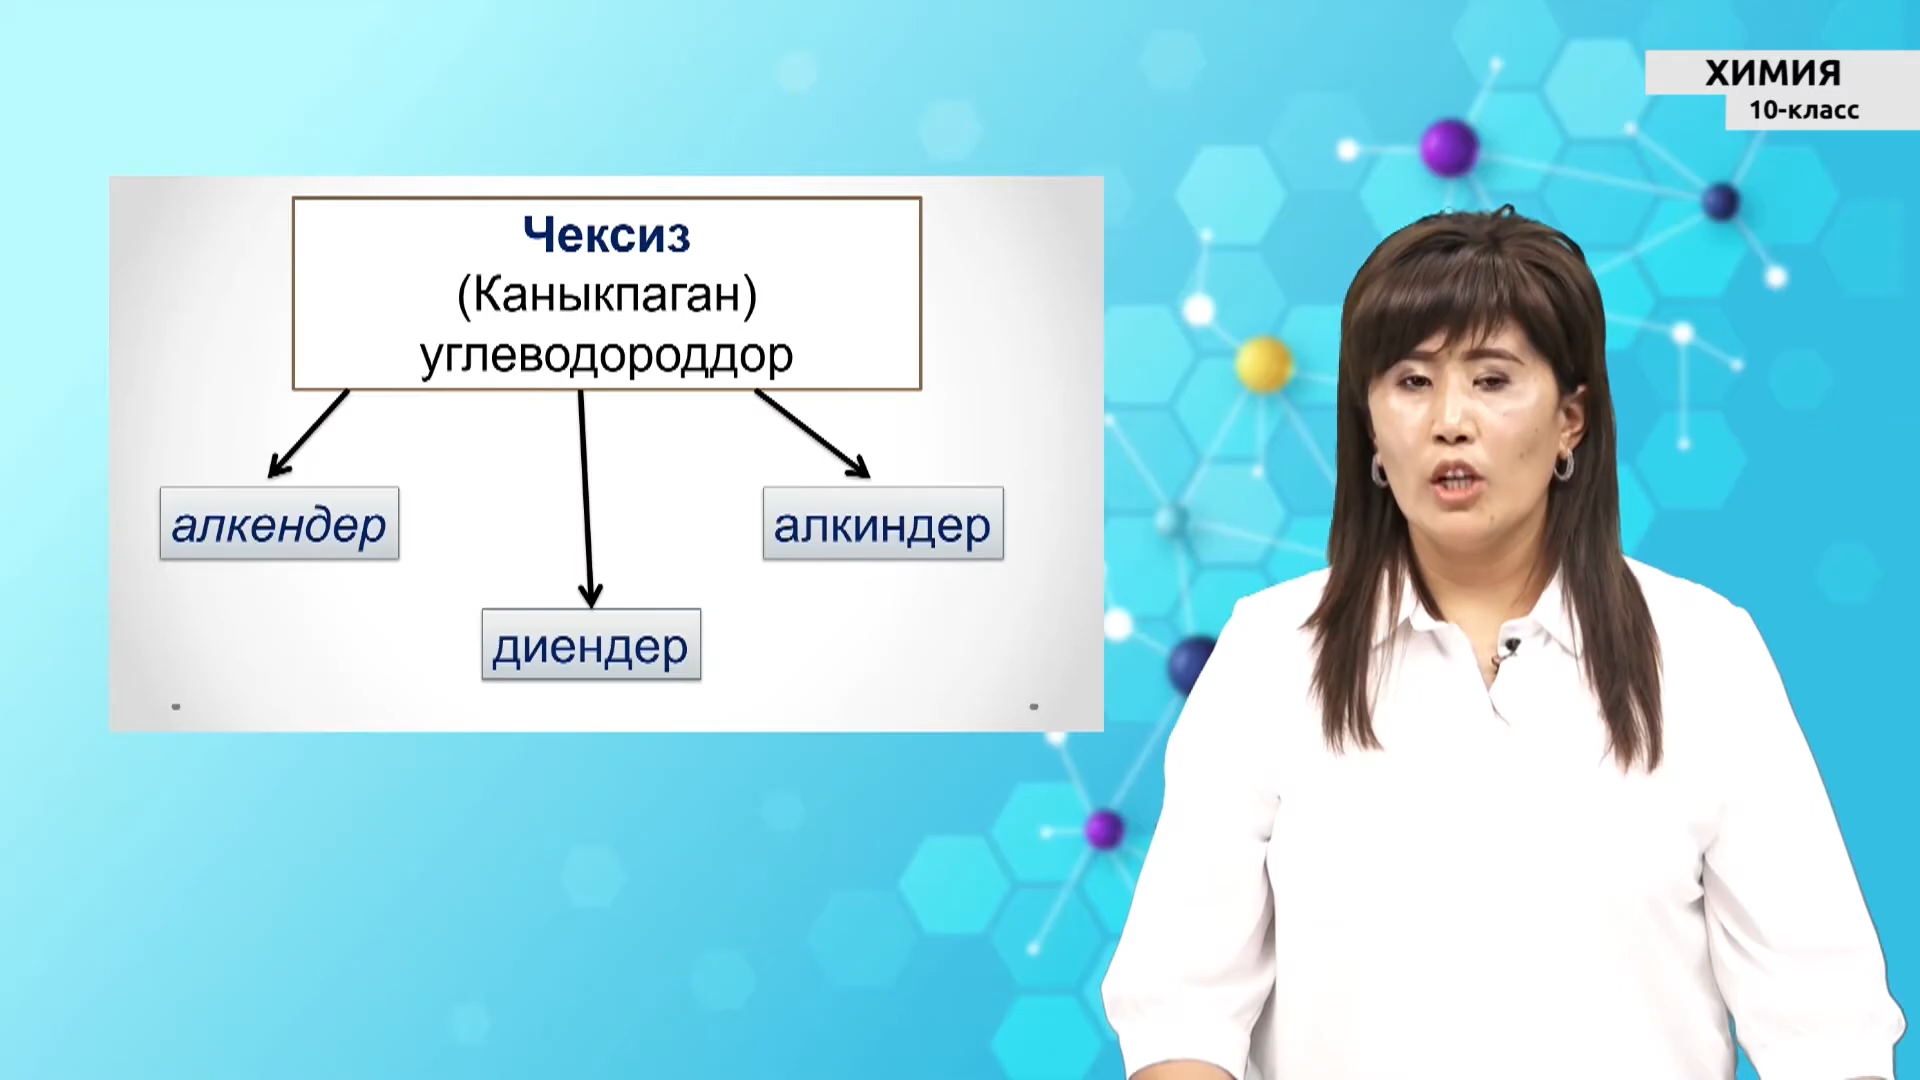 ХИМИЯ
10-класс
Чексиз
(Каныкпаган)
углеводороддор
алкендер
алкиндер
диендер